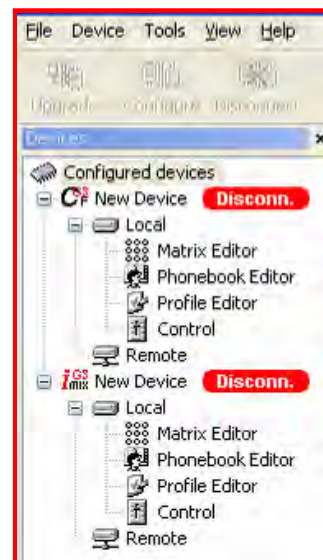 File Device Tools View Help
Upgrade Configure Disconnect
Devices
Configured devices
New Device Disconn.
Local
Matrix Editor
Phonebook Editor
Profile Editor
Control
Remote
New Device Disconn.
Local
Matrix Editor
Phonebook Editor
Profile Editor
Control
Remote